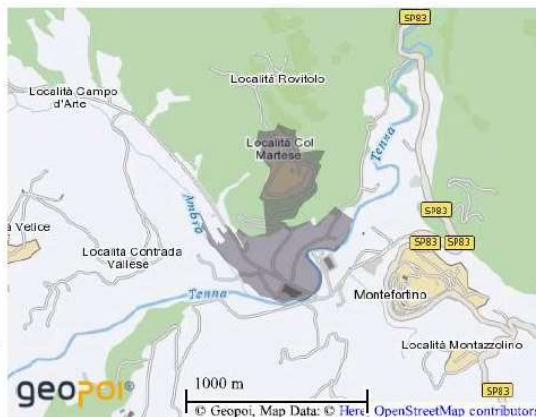 SP83
Località Rovitolo
Località Campo
d'Arte
Località Col
Martese
Tenna
Ambro
SP83
SP83 SP83
a Velice
Località Contrada
Vallese
Tenna
Montefortino
Località Montazzolino
SP83
geopoi®
1000 m
© Geopoi, Map Data: © Here, OpenStreetMap contributors